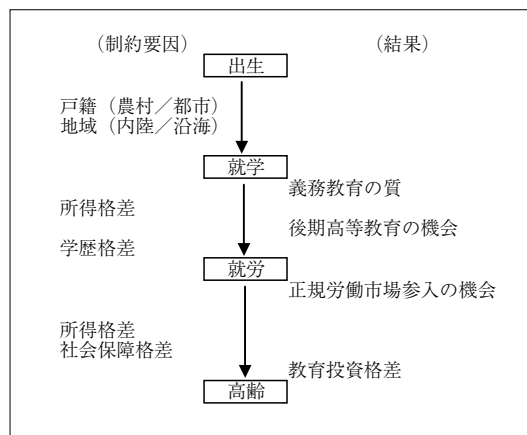 （制約要因）
（結果）
出生
戸籍（農村／都市）
地域（内陸／沿海）
就学
義務教育の質
所得格差
後期高等教育の機会
学歴格差
就労
正規労働市場参入の機会
所得格差
社会保障格差
教育投資格差
高齢